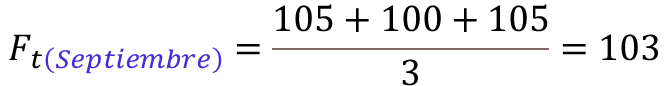 F_t(Septiembre) = (105 + 100 + 105) / 3 = 103